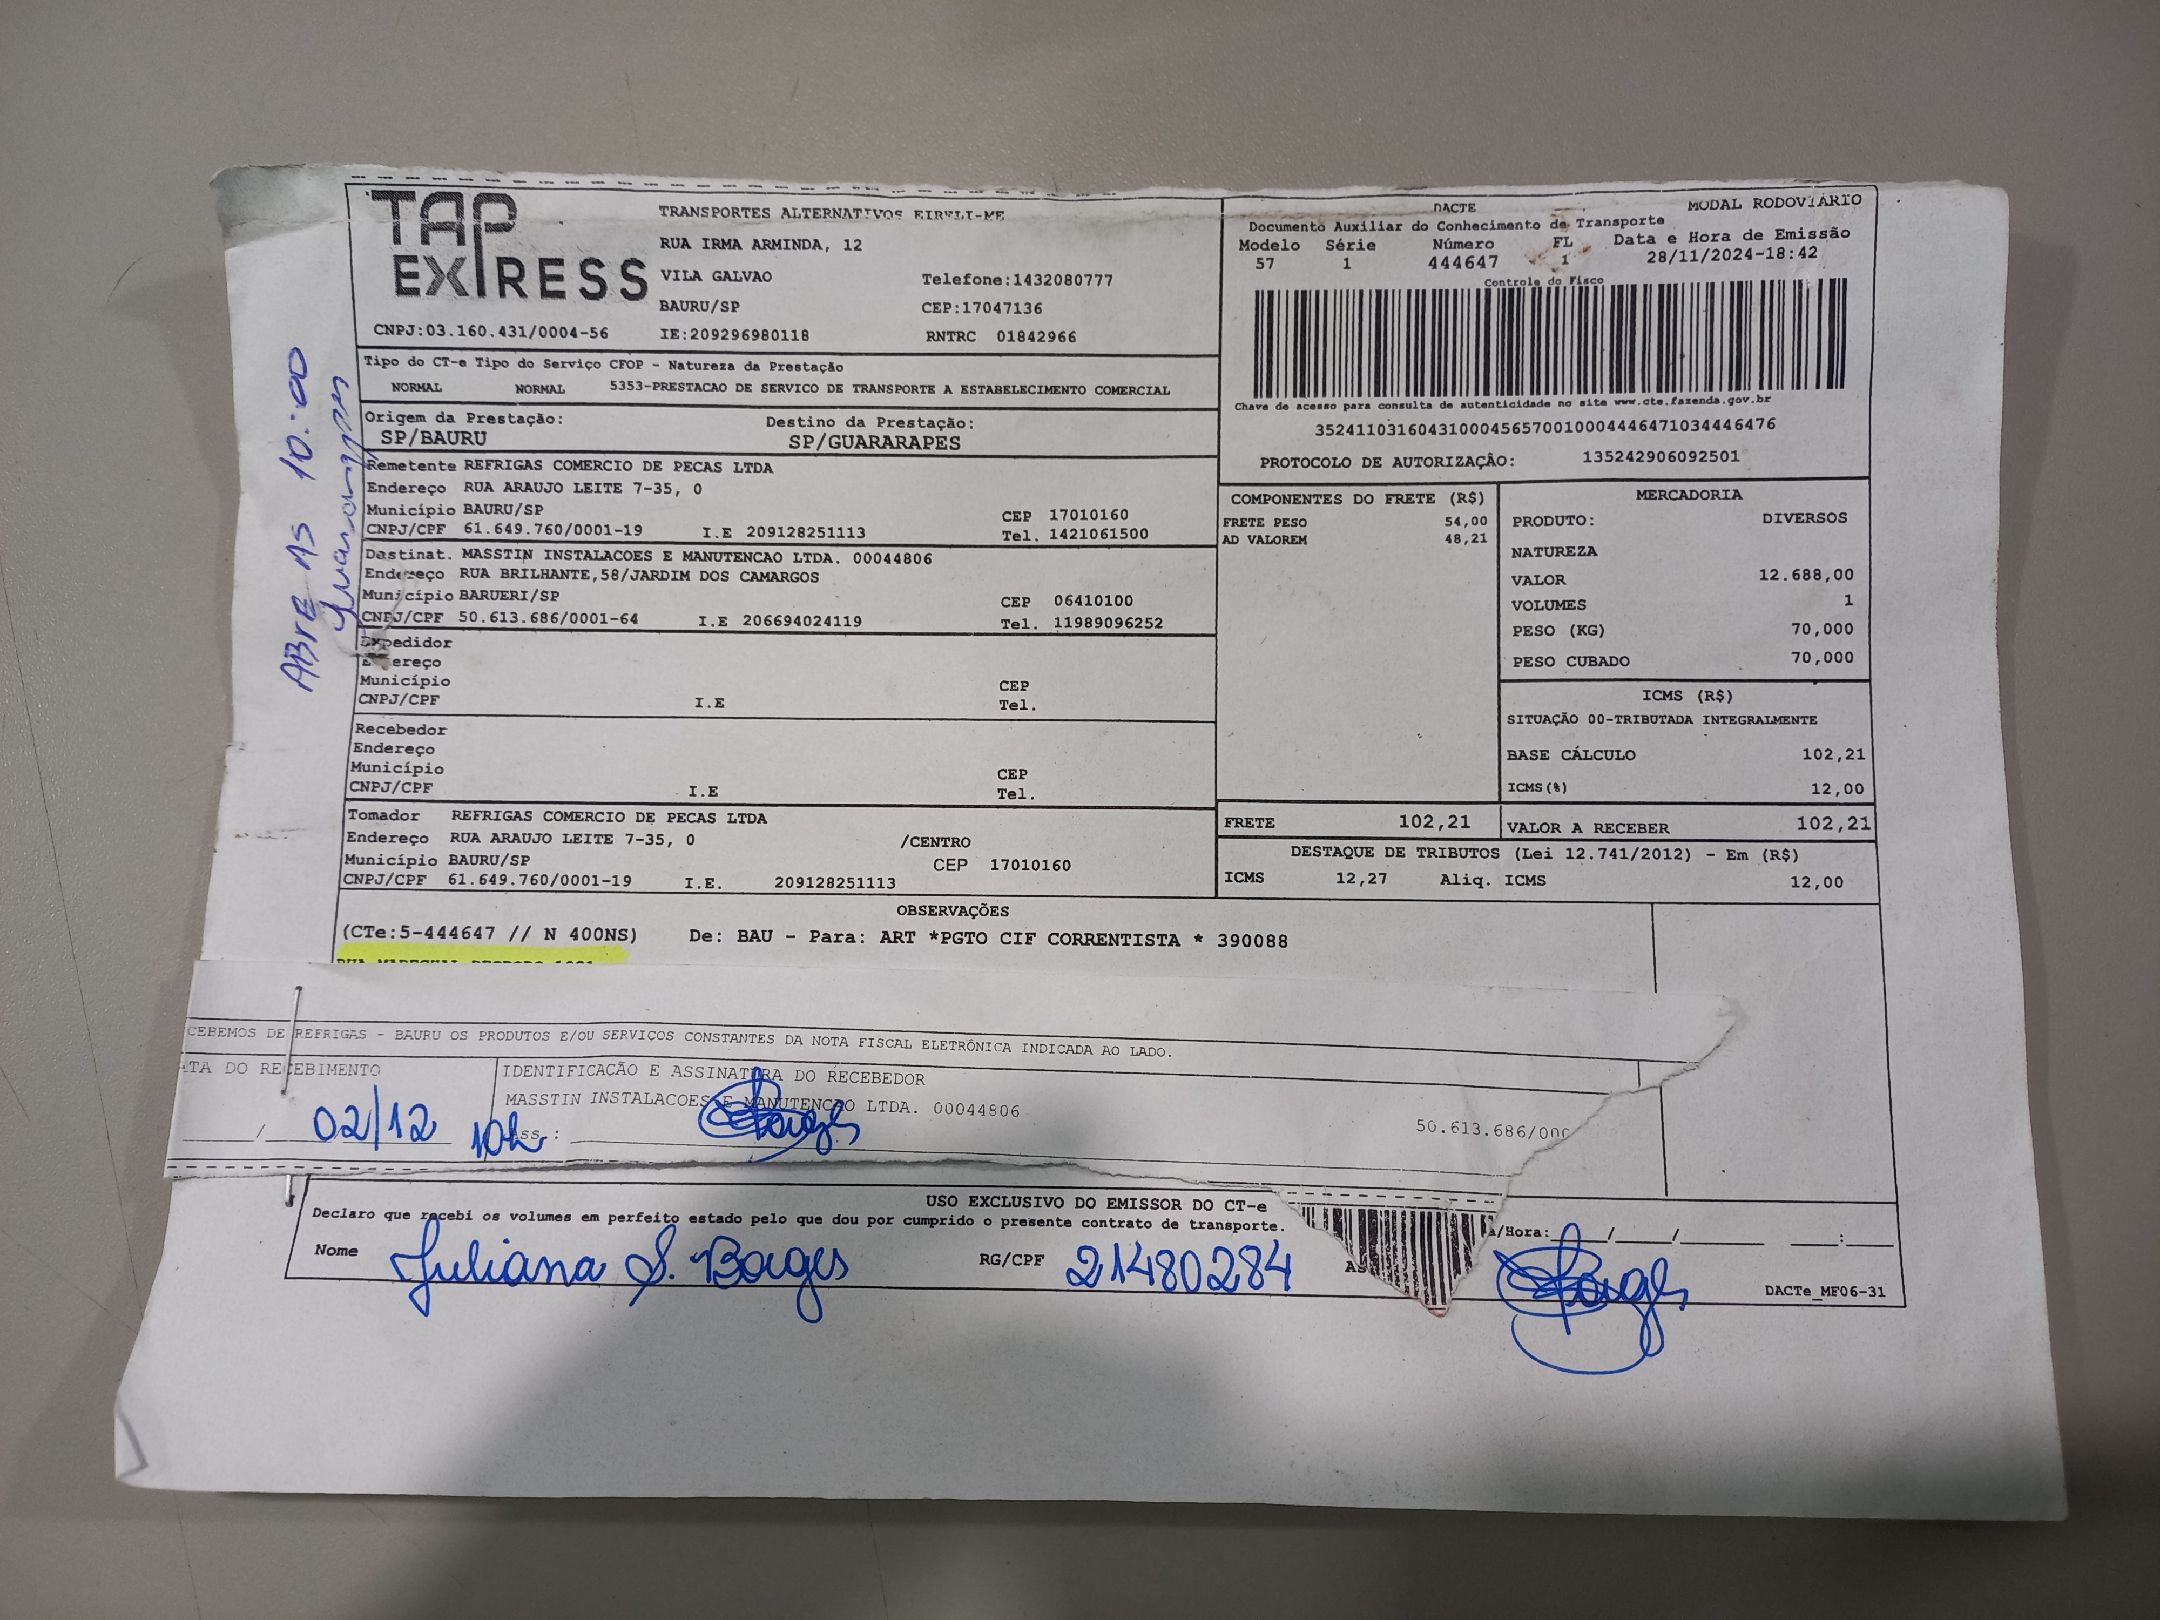 TAP EXPRESS
TRANSPORTES ALTERNATIVOS EIRELI-ME
RUA IRMA ARMINDA, 12
VILA GALVAO Telefone:1432080777
BAURU/SP CEP:17047136
CNPJ:03.160.431/0004-56 IE:209296980118 RNTRC 01842966
DACTE MODAL RODOVIÁRIO
Documento Auxiliar do Conhecimento de Transporte
Modelo Série Número FL Data e Hora de Emissão
57 1 444647 1 28/11/2024-18:42
Controle do Fisco
Chave de acesso para consulta de autenticidade no site www.cte.fazenda.gov.br
35241103160431000456570010004446471034446476
PROTOCOLO DE AUTORIZAÇÃO: 135242906092501
Tipo do CT-e Tipo do Serviço CFOP - Natureza da Prestação
NORMAL NORMAL 5353-PRESTACAO DE SERVICO DE TRANSPORTE A ESTABELECIMENTO COMERCIAL
Origem da Prestação: Destino da Prestação:
SP/BAURU SP/GUARARAPES
Remetente REFRIGAS COMERCIO DE PECAS LTDA
Endereço RUA ARAUJO LEITE 7-35, 0
Município BAURU/SP CEP 17010160
CNPJ/CPF 61.649.760/0001-19 I.E 209128251113 Tel. 1421061500
Destinat. MASSTIN INSTALACOES E MANUTENCAO LTDA. 00044806
Endereço RUA BRILHANTE,58/JARDIM DOS CAMARGOS
Município BARUERI/SP CEP 06410100
CNPJ/CPF 50.613.686/0001-64 I.E 206694024119 Tel. 11989096252
Expedidor
Endereço
Município CEP
CNPJ/CPF I.E Tel.
Recebedor
Endereço
Município CEP
CNPJ/CPF I.E Tel.
Tomador REFRIGAS COMERCIO DE PECAS LTDA
Endereço RUA ARAUJO LEITE 7-35, 0 /CENTRO
Município BAURU/SP CEP 17010160
CNPJ/CPF 61.649.760/0001-19 I.E. 209128251113
COMPONENTES DO FRETE (R$)
FRETE PESO 54,00
AD VALOREM 48,21
MERCADORIA
PRODUTO: DIVERSOS
NATUREZA
VALOR 12.688,00
VOLUMES 1
PESO (KG) 70,000
PESO CUBADO 70,000
ICMS (R$)
SITUAÇÃO 00-TRIBUTADA INTEGRALMENTE
BASE CÁLCULO 102,21
ICMS(%) 12,00
FRETE 102,21 VALOR A RECEBER 102,21
DESTAQUE DE TRIBUTOS (Lei 12.741/2012) - Em (R$)
ICMS 12,27 Aliq. ICMS 12,00
OBSERVAÇÕES
(CTe:5-444647 // N 400NS) De: BAU - Para: ART *PGTO CIF CORRENTISTA * 390088
ABRE AS 10:00
CEBEMOS DE REFRIGAS - BAURU OS PRODUTOS E/OU SERVIÇOS CONSTANTES DA NOTA FISCAL ELETRÔNICA INDICADA AO LADO.
ATA DO RECEBIMENTO IDENTIFICAÇÃO E ASSINATURA DO RECEBEDOR
MASSTIN INSTALACOES E MANUTENCAO LTDA. 00044806
02/12 10h Ass.: Borges 50.613.686/000
USO EXCLUSIVO DO EMISSOR DO CT-e
Declaro que recebi os volumes em perfeito estado pelo que dou por cumprido o presente contrato de transporte. /Hora: / / :
Nome Juliana S. Borges RG/CPF 21480284 As Borges DACTe_MF06-31